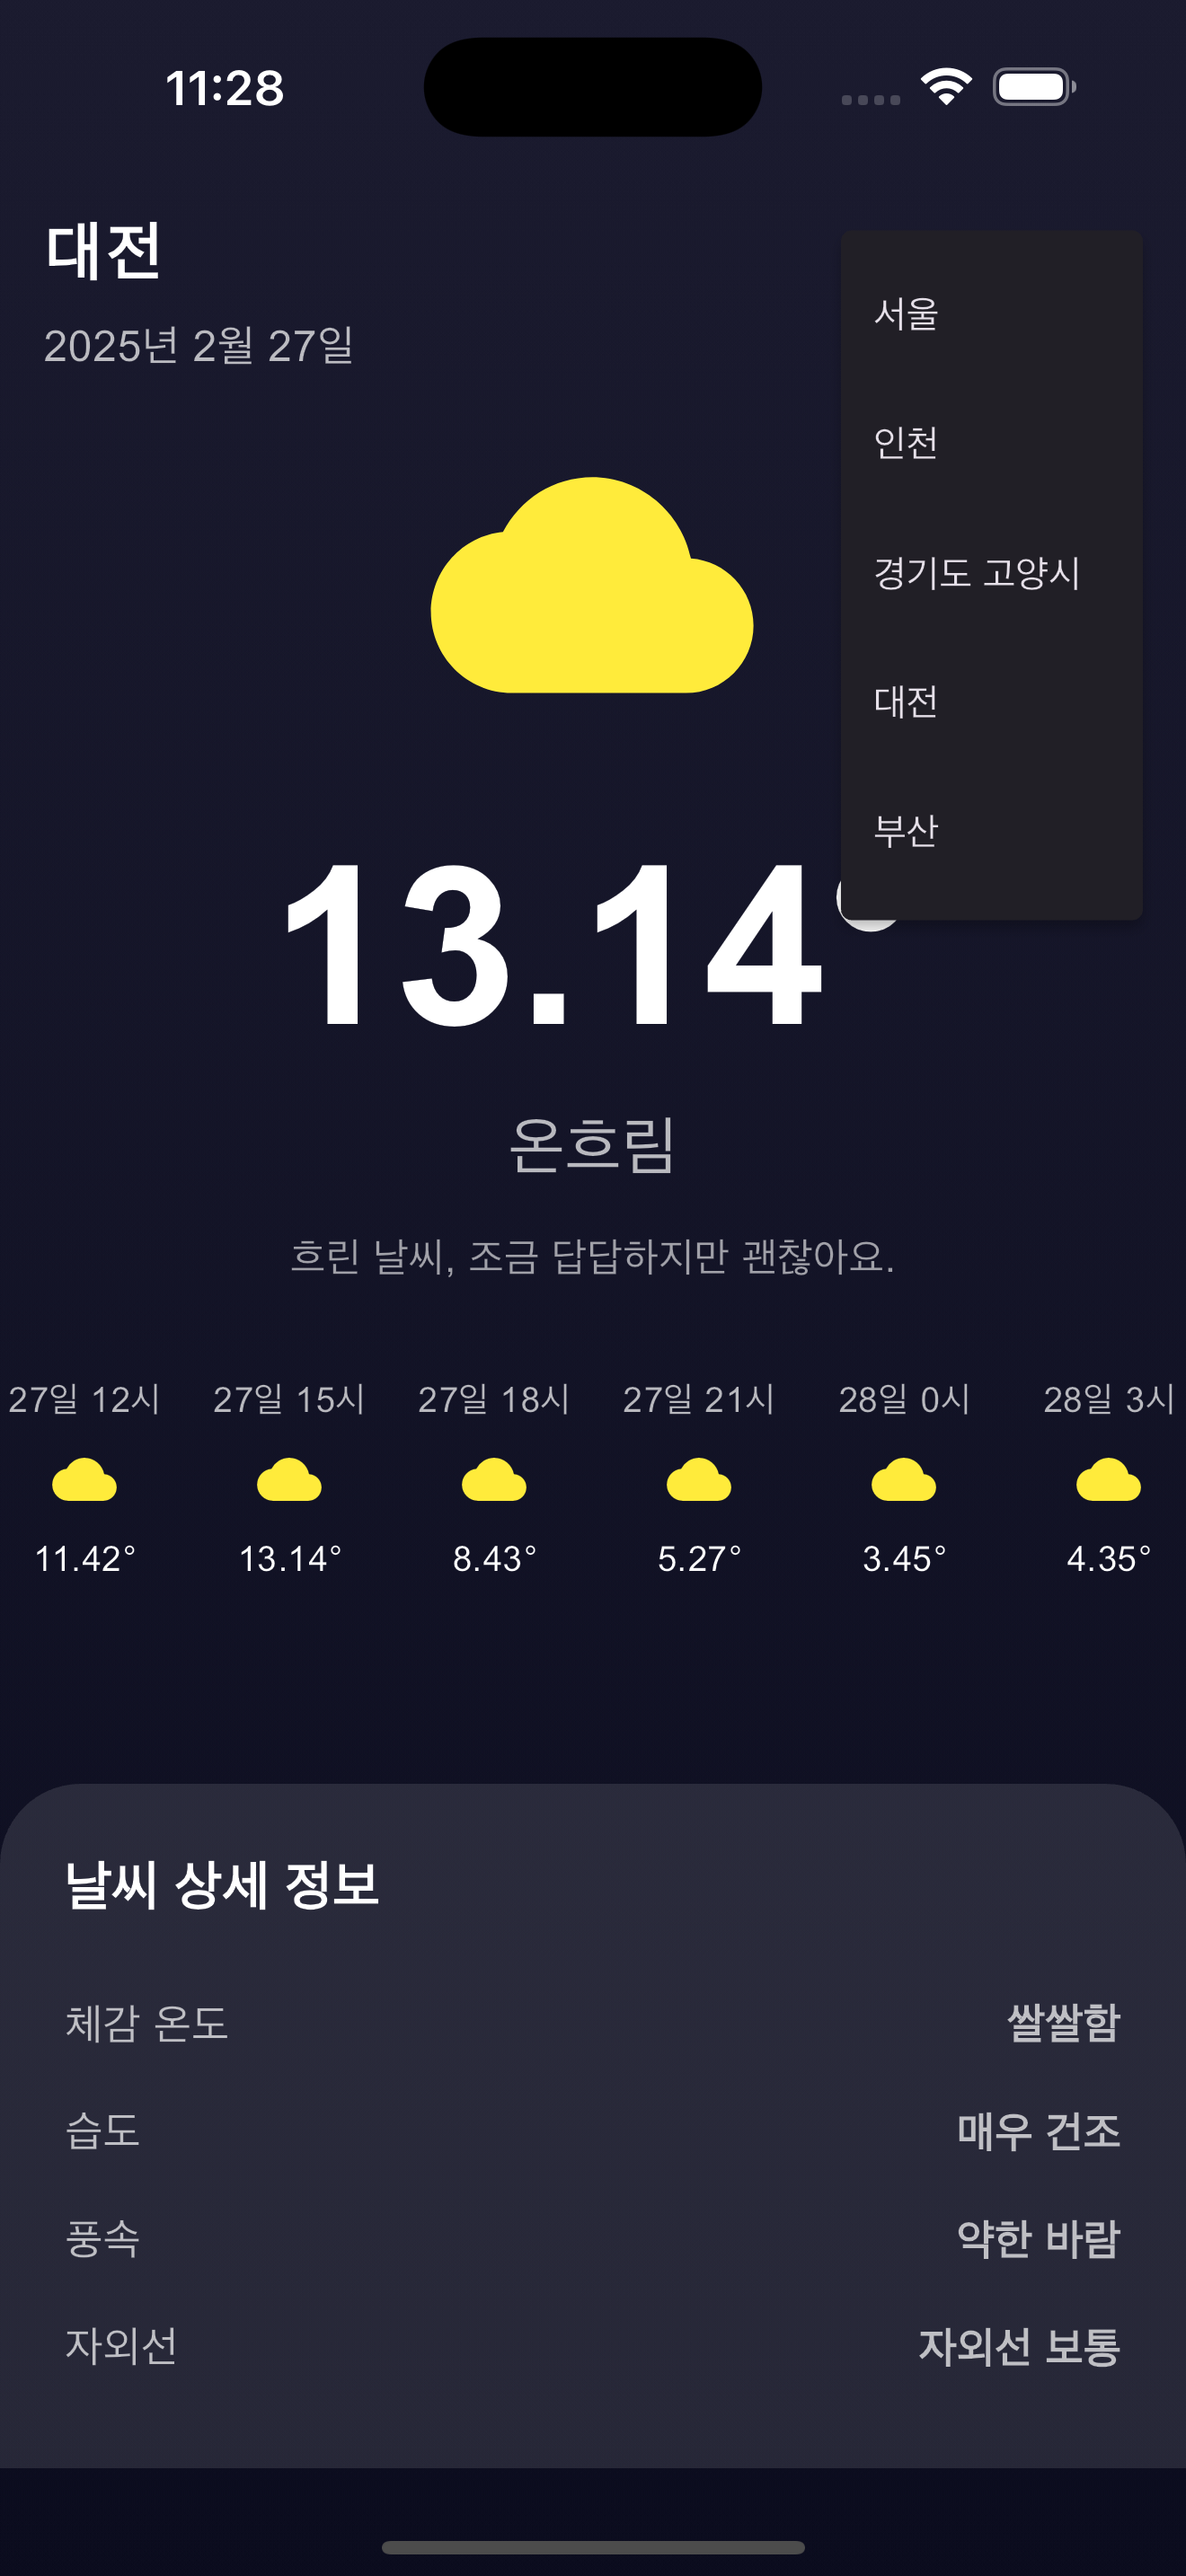 11:28
대전
2025년 2월 27일
서울
인천
경기도 고양시
대전
부산
13.14°
온흐림
흐린 날씨, 조금 답답하지만 괜찮아요.
27일 12시 27일 15시 27일 18시 27일 21시 28일 0시 28일 3시
11.42° 13.14° 8.43° 5.27° 3.45° 4.35°
날씨 상세 정보
체감 온도 쌀쌀함
습도 매우 건조
풍속 약한 바람
자외선 자외선 보통